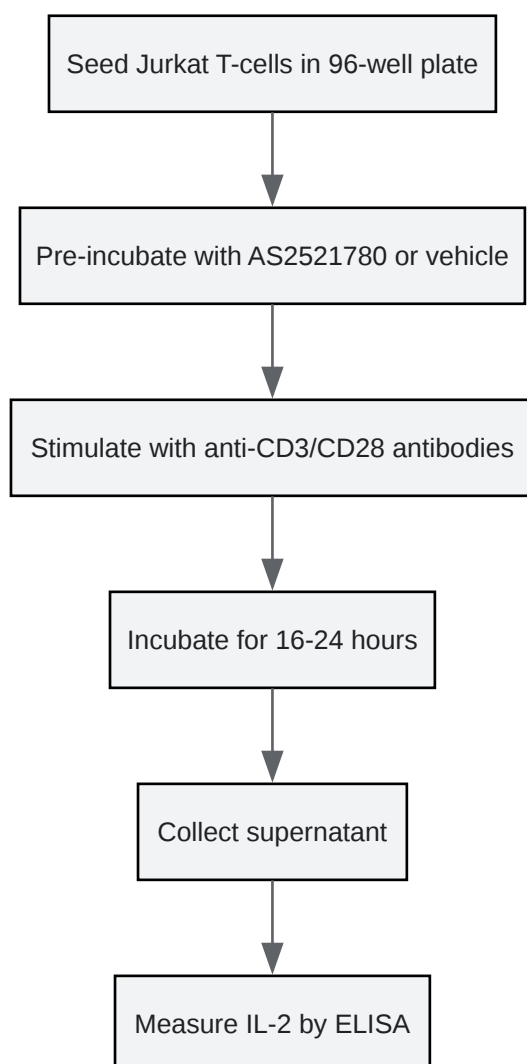 Seed Jurkat T-cells in 96-well plate
Pre-incubate with AS2521780 or vehicle
Stimulate with anti-CD3/CD28 antibodies
Incubate for 16-24 hours
Collect supernatant
Measure IL-2 by ELISA